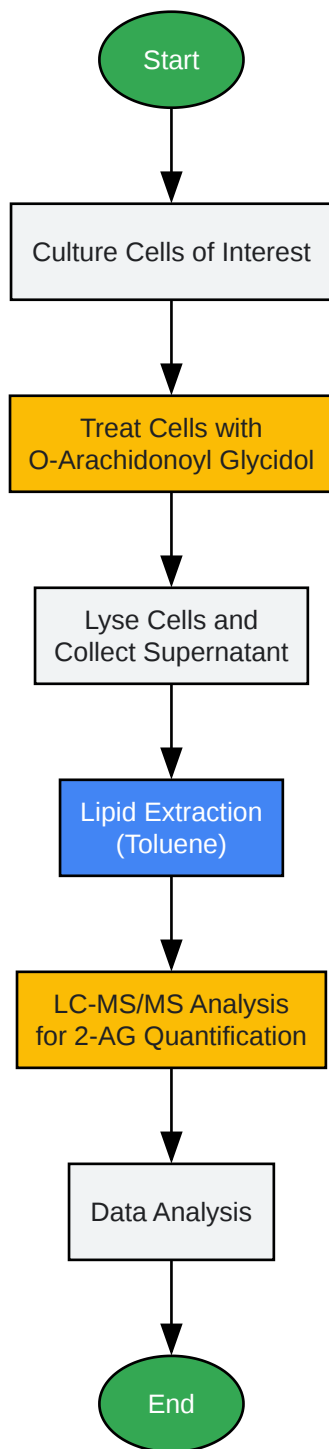 Start
Culture Cells of Interest
Treat Cells with
O-Arachidonoyl Glycidol
Lyse Cells and
Collect Supernatant
Lipid Extraction
(Toluene)
LC-MS/MS Analysis
for 2-AG Quantification
Data Analysis
End